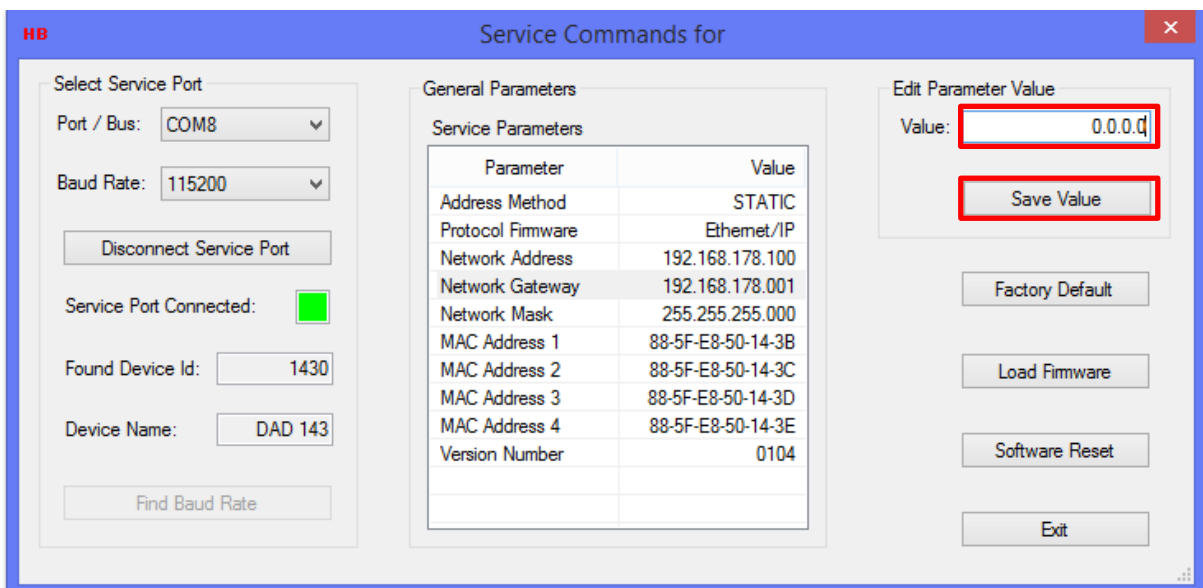 HB
Service Commands for
Select Service Port
Port / Bus: COM8
Baud Rate: 115200
Disconnect Service Port
Service Port Connected:
Found Device Id: 1430
Device Name: DAD 143
Find Baud Rate
General Parameters
Service Parameters
Parameter Value
Address Method STATIC
Protocol Firmware Ethernet/IP
Network Address 192.168.178.100
Network Gateway 192.168.178.001
Network Mask 255.255.255.000
MAC Address 1 88-5F-E8-50-14-3B
MAC Address 2 88-5F-E8-50-14-3C
MAC Address 3 88-5F-E8-50-14-3D
MAC Address 4 88-5F-E8-50-14-3E
Version Number 0104
Edit Parameter Value
Value: 0.0.0.0
Save Value
Factory Default
Load Firmware
Software Reset
Exit